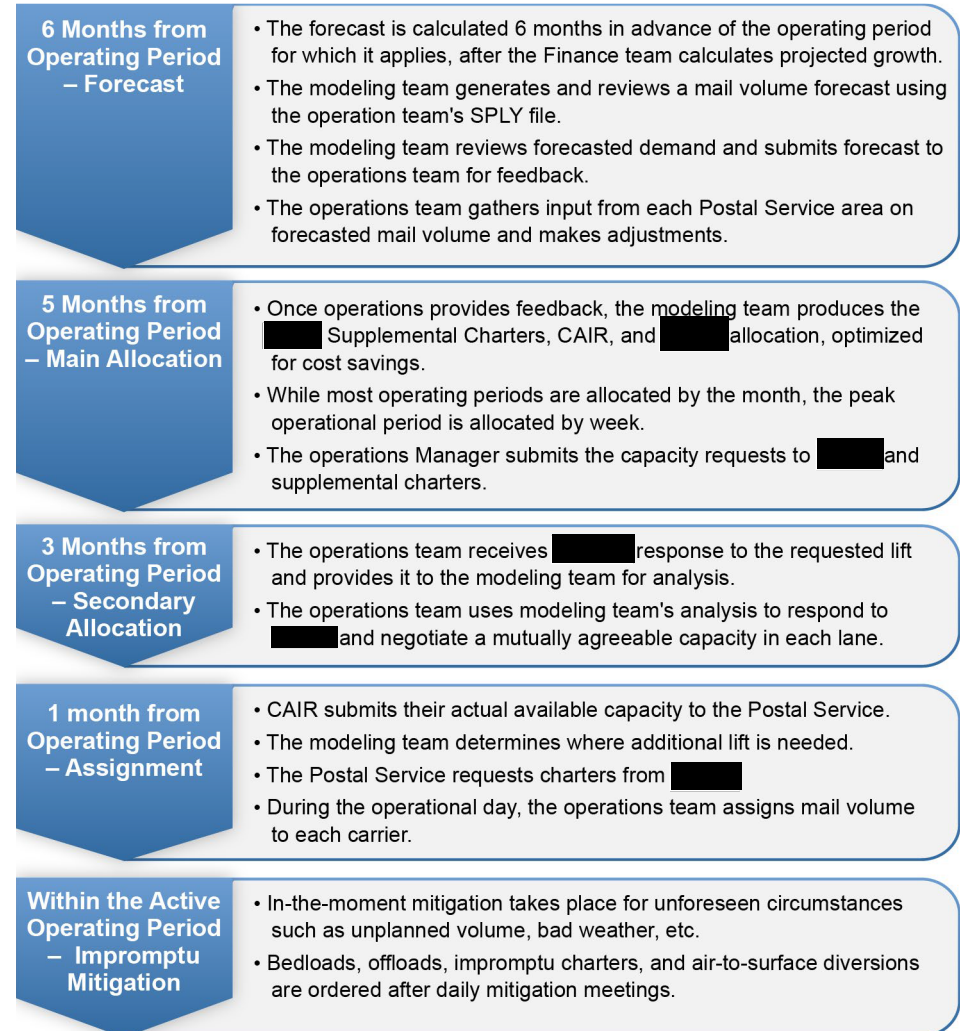 6 Months from
Operating Period
– Forecast
• The forecast is calculated 6 months in advance of the operating period
for which it applies, after the Finance team calculates projected growth.
• The modeling team generates and reviews a mail volume forecast using
the operation team's SPLY file.
• The modeling team reviews forecasted demand and submits forecast to
the operations team for feedback.
• The operations team gathers input from each Postal Service area on
forecasted mail volume and makes adjustments.
5 Months from
Operating Period
– Main Allocation
• Once operations provides feedback, the modeling team produces the
Supplemental Charters, CAIR, and allocation, optimized
for cost savings.
• While most operating periods are allocated by the month, the peak
operational period is allocated by week.
• The operations Manager submits the capacity requests to and
supplemental charters.
3 Months from
Operating Period
– Secondary
Allocation
• The operations team receives response to the requested lift
and provides it to the modeling team for analysis.
• The operations team uses modeling team's analysis to respond to
and negotiate a mutually agreeable capacity in each lane.
1 month from
Operating Period
– Assignment
• CAIR submits their actual available capacity to the Postal Service.
• The modeling team determines where additional lift is needed.
• The Postal Service requests charters from
• During the operational day, the operations team assigns mail volume
to each carrier.
Within the Active
Operating Period
– Impromptu
Mitigation
• In-the-moment mitigation takes place for unforeseen circumstances
such as unplanned volume, bad weather, etc.
• Bedloads, offloads, impromptu charters, and air-to-surface diversions
are ordered after daily mitigation meetings.